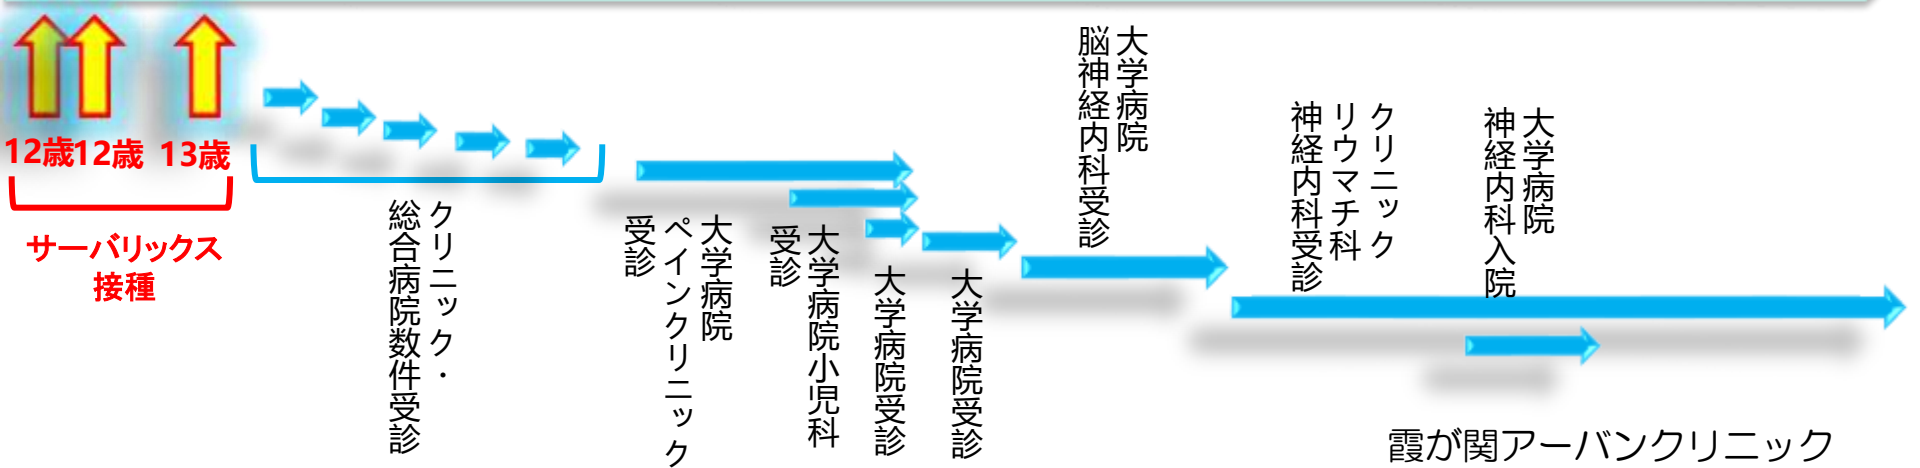 12歳
12歳
13歳
サーバリックス
接種
クリニック・
総合病院数件受診
大学病院
ペインクリニック
受診
大学病院小児科
受診
大学病院受診
大学病院受診
大学病院
脳神経内科受診
クリニック
リウマチ科
神経内科受診
大学病院
神経内科入院
霞が関アーバンクリニック